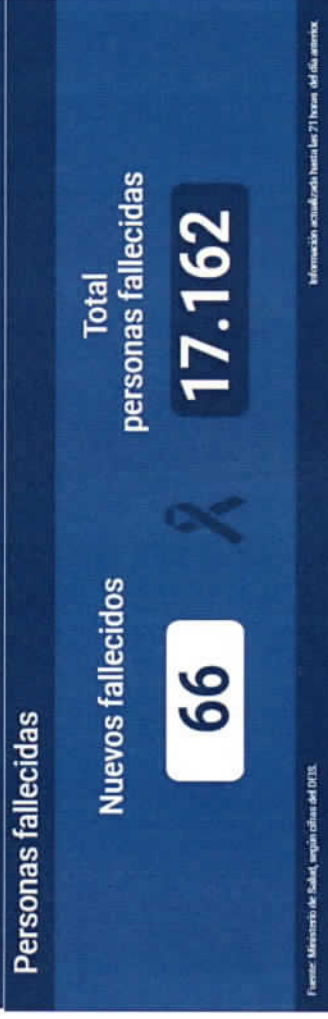 Personas fallecidas
Nuevos fallecidos
66
Total
personas fallecidas
17.162
Fuente: Ministerio de Salud, según cifras del DEIS.
Información actualizada hasta las 21 horas del día anterior.